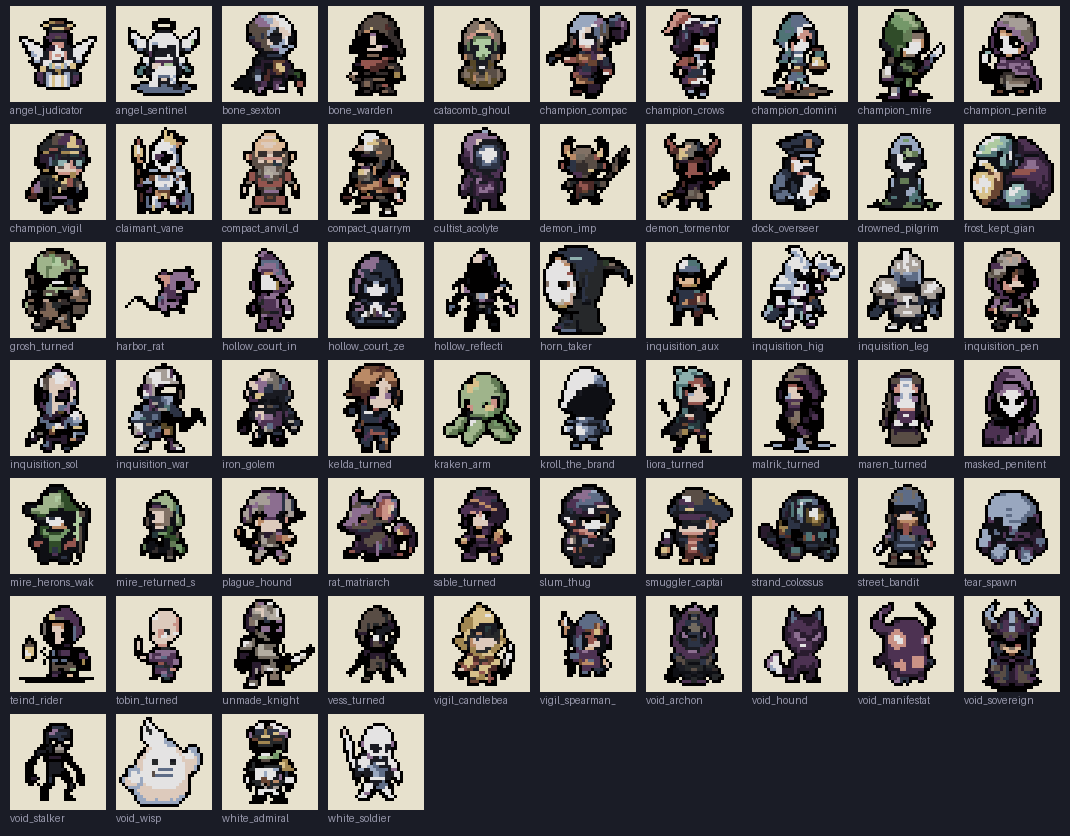 angel_judicator angel_sentinel bone_sexton bone_warden catacomb_ghoul champion_compac champion_crows champion_domini champion_mire champion_penite
champion_vigil claimant_vane compact_anvil_d compact_quarrym cultist_acolyte demon_imp demon_tormentor dock_overseer drowned_pilgrim frost_kept_gian
grosh_turned harbor_rat hollow_court_in hollow_court_ze hollow_reflecti horn_taker inquisition_aux inquisition_hig inquisition_leg inquisition_pen
inquisition_sol inquisition_war iron_golem kelda_turned kraken_arm kroll_the_brand liora_turned malrik_turned maren_turned masked_penitent
mire_herons_wak mire_returned_s plague_hound rat_matriarch sable_turned slum_thug smuggler_captai strand_colossus street_bandit tear_spawn
teind_rider tobin_turned unmade_knight vess_turned vigil_candlebea vigil_spearman_ void_archon void_hound void_manifestat void_sovereign
void_stalker void_wisp white_admiral white_soldier